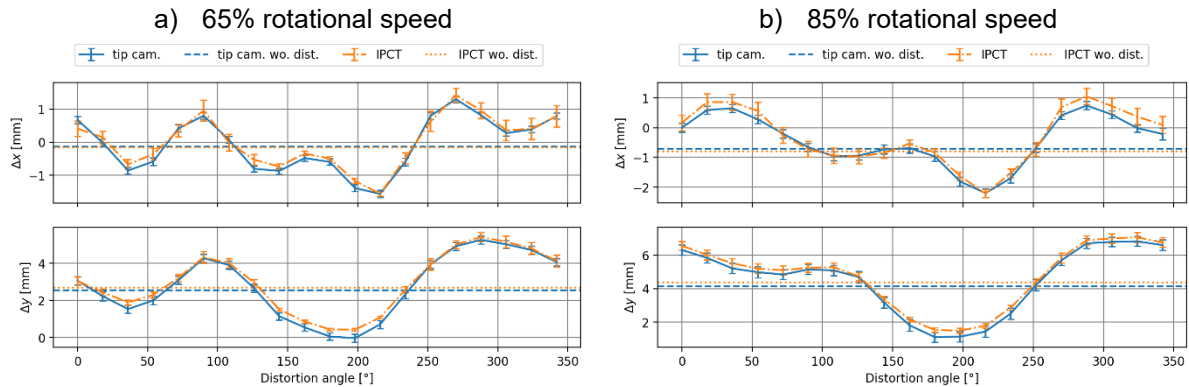 a) 65% rotational speed
tip cam. tip cam. wo. dist. IPCT IPCT wo. dist.
Δx [mm]
1
0
−1
Δy [mm]
4
2
0
0 50 100 150 200 250 300 350
Distortion angle [°]
b) 85% rotational speed
tip cam. tip cam. wo. dist. IPCT IPCT wo. dist.
Δx [mm]
1
0
−1
−2
Δy [mm]
6
4
2
0 50 100 150 200 250 300 350
Distortion angle [°]